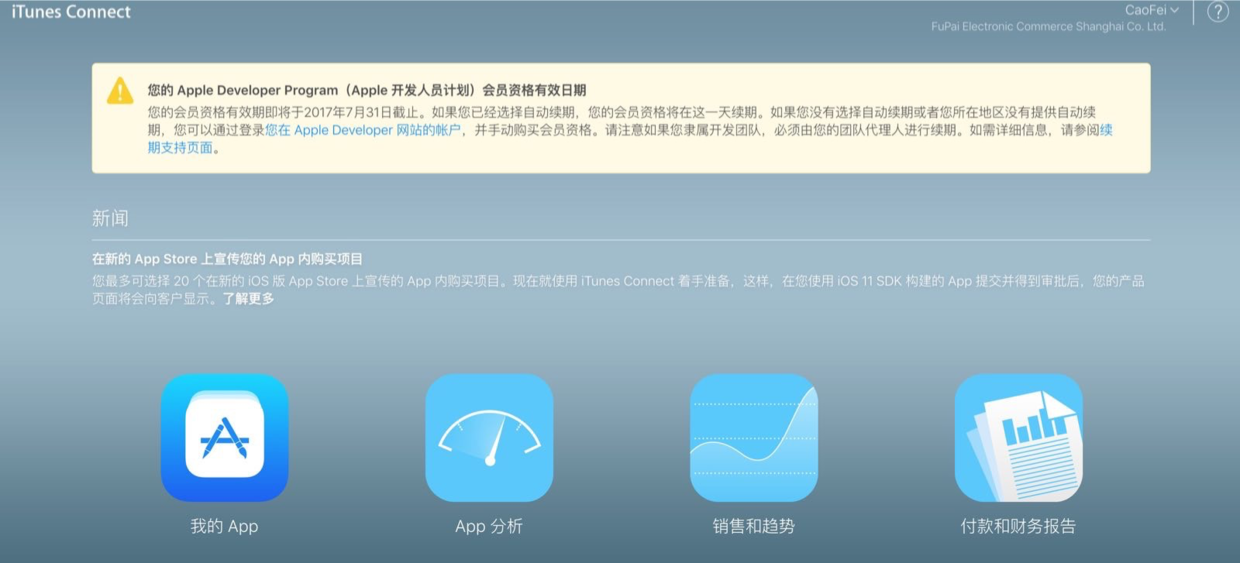 iTunes Connect
CaoFei
?
FuPai Electronic Commerce Shanghai Co. Ltd.
您的 Apple Developer Program（Apple 开发人员计划）会员资格有效日期
您的会员资格有效期即将于2017年7月31日截止。如果您已经选择自动续期，您的会员资格将在这一天续期。如果您没有选择自动续期或者您所在地区没有提供自动续
期，您可以通过登录您在 Apple Developer 网站的帐户，并手动购买会员资格。请注意如果您隶属开发团队，必须由您的团队代理人进行续期。如需详细信息，请参阅续
期支持页面。
新闻
在新的 App Store 上宣传您的 App 内购买项目
您最多可选择 20 个在新的 iOS 版 App Store 上宣传的 App 内购买项目。现在就使用 iTunes Connect 着手准备，这样，在您使用 iOS 11 SDK 构建的 App 提交并得到审批后，您的产品
页面将会向客户显示。了解更多
我的 App
App 分析
销售和趋势
付款和财务报告